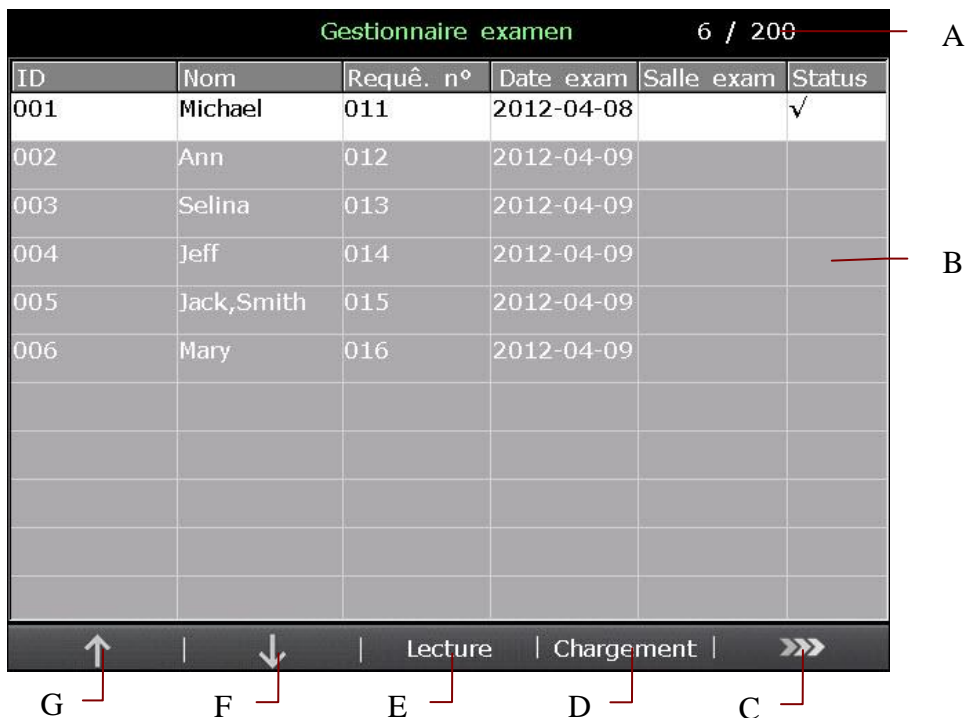 Gestionnaire examen 6 / 200 A
ID Nom Requê. nº Date exam Salle exam Status
001 Michael 011 2012-04-08 √
002 Ann 012 2012-04-09
003 Selina 013 2012-04-09
004 Jeff 014 2012-04-09 B
005 Jack,Smith 015 2012-04-09
006 Mary 016 2012-04-09
↑ | ↓ | Lecture | Chargement | >>>
G F E D C